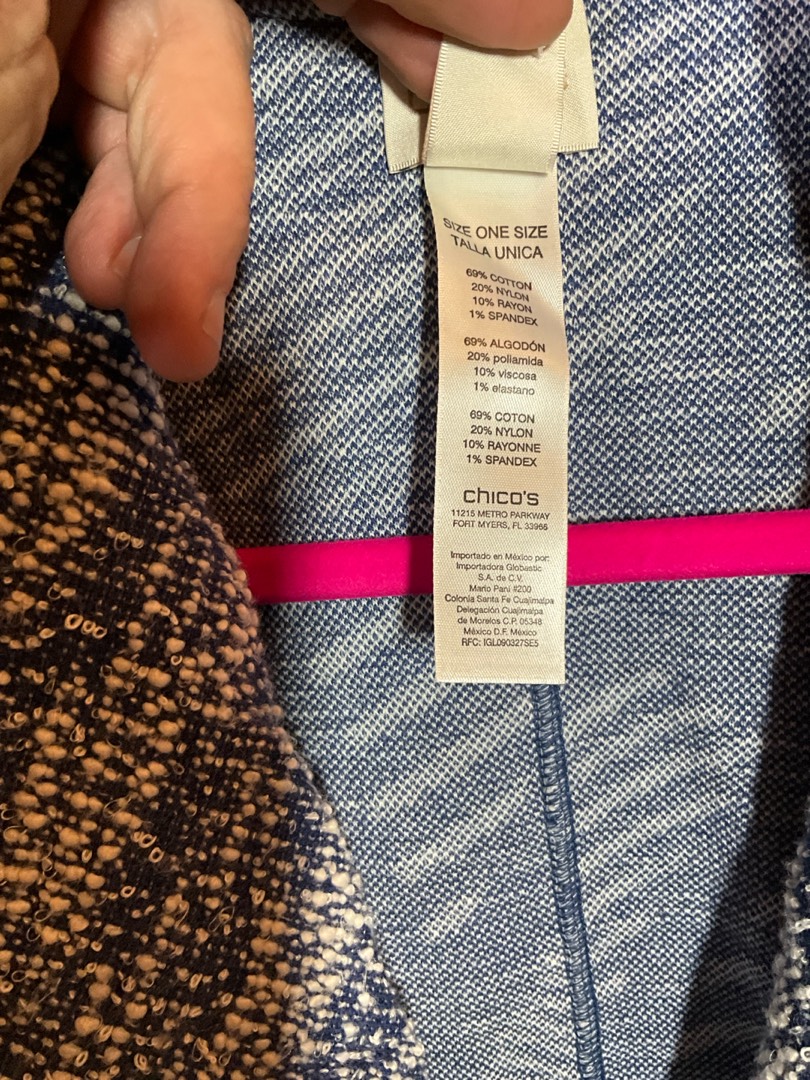 SIZE ONE SIZE
TALLA UNICA
69% COTTON
20% NYLON
10% RAYON
1% SPANDEX
69% ALGODÓN
20% poliamida
10% viscosa
1% elastano
69% COTON
20% NYLON
10% RAYONNE
1% SPANDEX
chico's
11215 METRO PARKWAY
FORT MYERS, FL 33966
Importado en México por:
Importadora Globastic
S.A. de C.V.
Mario Pani #200
Colonia Santa Fe Cuajimalpa
Delegación Cuajimalpa
de Morelos C.P. 05348
México D.F. México
RFC: IGL090327SE5